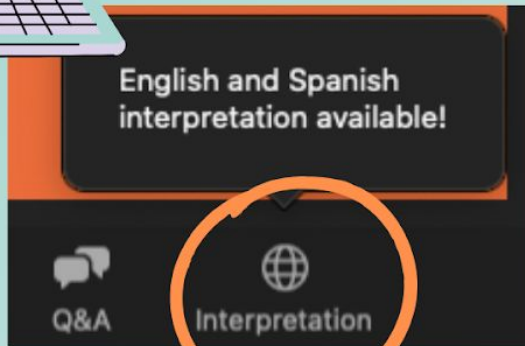 English and Spanish
interpretation available!
Q&A
Interpretation